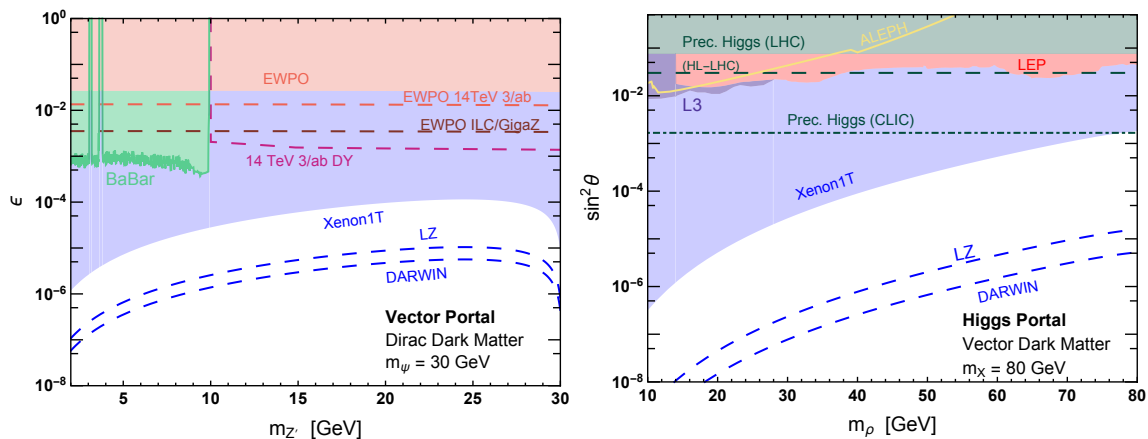 10⁰
EWPO
10⁻²
EWPO 14TeV 3/ab
EWPO ILC/GigaZ
BaBar
14 TeV 3/ab DY
ϵ
10⁻⁴
Xenon1T
LZ
DARWIN
10⁻⁶
Vector Portal
Dirac Dark Matter
m_ψ = 30 GeV
10⁻⁸
5 10 15 20 25 30
m_Z′ [GeV]
10⁰
Prec. Higgs (LHC)
ALEPH
(HL-LHC)
LEP
10⁻²
L3
Prec. Higgs (CLIC)
sin²θ
Xenon1T
10⁻⁴
LZ
10⁻⁶
DARWIN
Higgs Portal
Vector Dark Matter
m_X = 80 GeV
10⁻⁸
10 20 30 40 50 60 70 80
m_ρ [GeV]